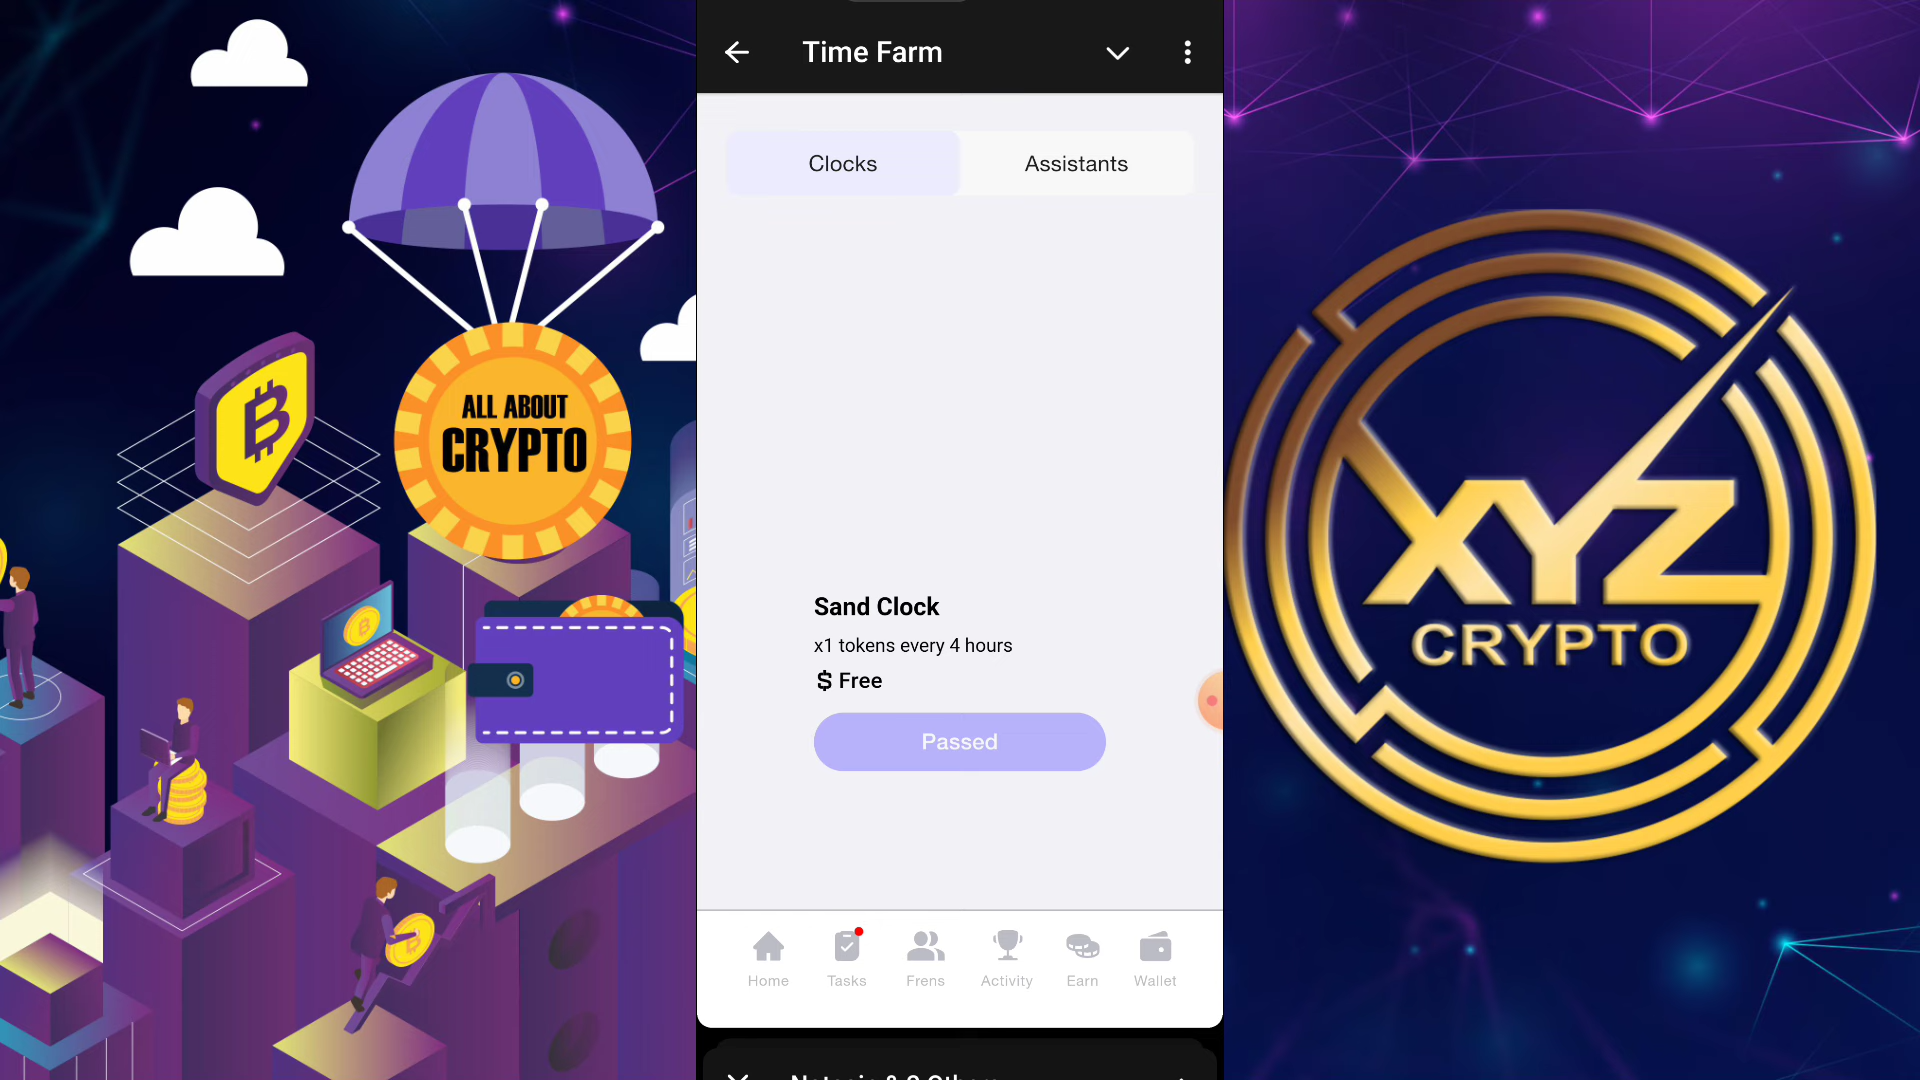 ALL ABOUT
CRYPTO
Time Farm
Clocks
Assistants
Sand Clock
x1 tokens every 4 hours
$ Free
Passed
Home
Tasks
Frens
Activity
Earn
Wallet
XYZ
CRYPTO